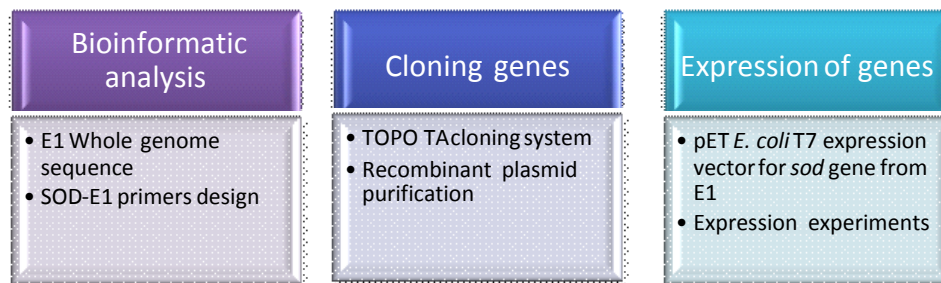 Bioinformatic
analysis
• E1 Whole genome
sequence
• SOD-E1 primers design
Cloning genes
• TOPO TAcloning system
• Recombinant plasmid
purification
Expression of genes
• pET E. coli T7 expression
vector for sod gene from
E1
• Expression experiments